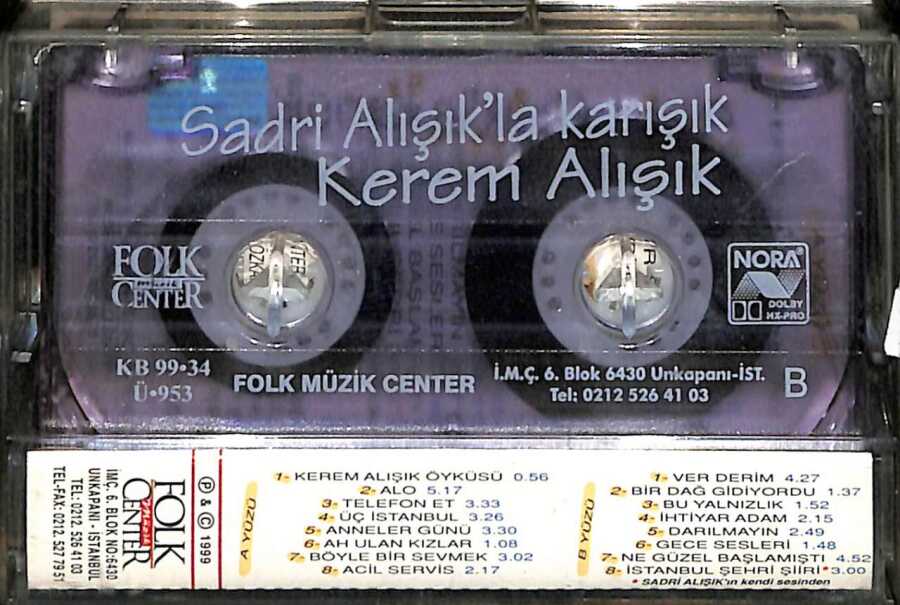 Sadri Alışık'la karışık
Kerem Alışık
FOLK
CENTER
NORA
DOLBY
HX-PRO
KB 99•34
Ü•953
FOLK MÜZİK CENTER
İ.M.Ç. 6. Blok 6430 Unkapanı-İST.
Tel: 0212 526 41 03
B
FOLK
MÜZİK
CENTER
IMÇ. 6. BLOK NO:6430
UNKAPANI - ISTANBUL
TEL: 0212. 526 41 03
TEL-FAX: 0212. 527 79 51
℗ & © 1999
A YÜZÜ
1- KEREM ALIŞIK ÖYKÜSÜ 0.56
2- ALO 5.17
3- TELEFON ET 3.33
4- ÜÇ İSTANBUL 3.26
5- ANNELER GÜNÜ 3.30
6- AH ULAN KIZLAR 1.08
7- BÖYLE BİR SEVMEK 3.02
8- ACİL SERVİS 2.17
B YÜZÜ
1- VER DERİM 4.27
2- BİR DAĞ GİDİYORDU 1.37
3- BU YALNIZLIK 1.52
4- İHTİYAR ADAM 2.15
5- DARILMAYIN 2.49
6- GECE SESLERİ 1.48
7- NE GÜZEL BAŞLAMIŞTI 4.52
8- İSTANBUL ŞEHRİ ŞİİRİ*3.00
* SADRİ ALIŞIK'ın kendi sesinden